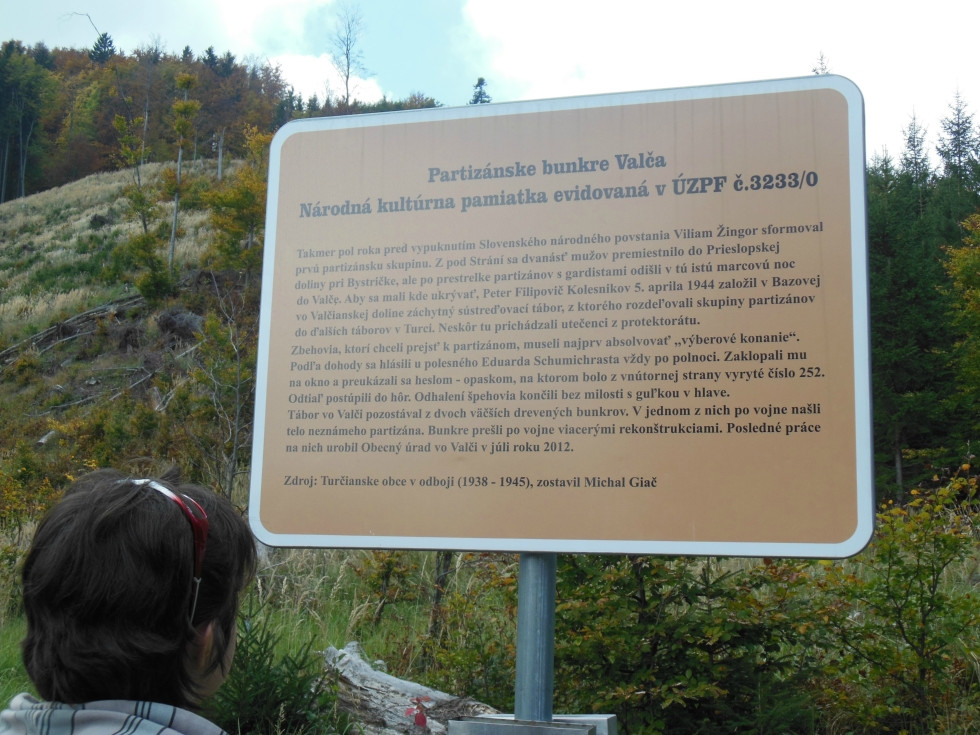 Partizánske bunkre Valča
Národná kultúrna pamiatka evidovaná v ÚZPF č.3233/0
Takmer pol roka pred vypuknutím Slovenského národného povstania Viliam Žingor sformoval
prvú partizánsku skupinu. Z pod Strání sa dvanásť mužov premiestnilo do Prieslopskej
doliny pri Bystričke, ale po prestrelke partizánov s gardistami odišli v tú istú marcovú noc
do Valče. Aby sa mali kde ukrývať, Peter Filipovič Kolesnikov 5. apríla 1944 založil v Bazovej
vo Valčianskej doline záchytný sústreďovací tábor, z ktorého rozdeľovali skupiny partizánov
do ďalších táborov v Turci. Neskôr tu prichádzali utečenci z protektorátu.
Zbehovia, ktorí chceli prejsť k partizánom, museli najprv absolvovať „výberové konanie“.
Podľa dohody sa hlásili u polesného Eduarda Schumichrasta vždy po polnoci. Zaklopali mu
na okno a preukázali sa heslom - opaskom, na ktorom bolo z vnútornej strany vyryté číslo 252.
Odtiaľ postúpili do hôr. Odhalení špehovia končili bez milosti s guľkou v hlave.
Tábor vo Valči pozostával z dvoch väčších drevených bunkrov. V jednom z nich po vojne našli
telo neznámeho partizána. Bunkre prešli po vojne viacerými rekonštrukciami. Posledné práce
na nich urobil Obecný úrad vo Valči v júli roku 2012.
Zdroj: Turčianske obce v odboji (1938 - 1945), zostavil Michal Giač